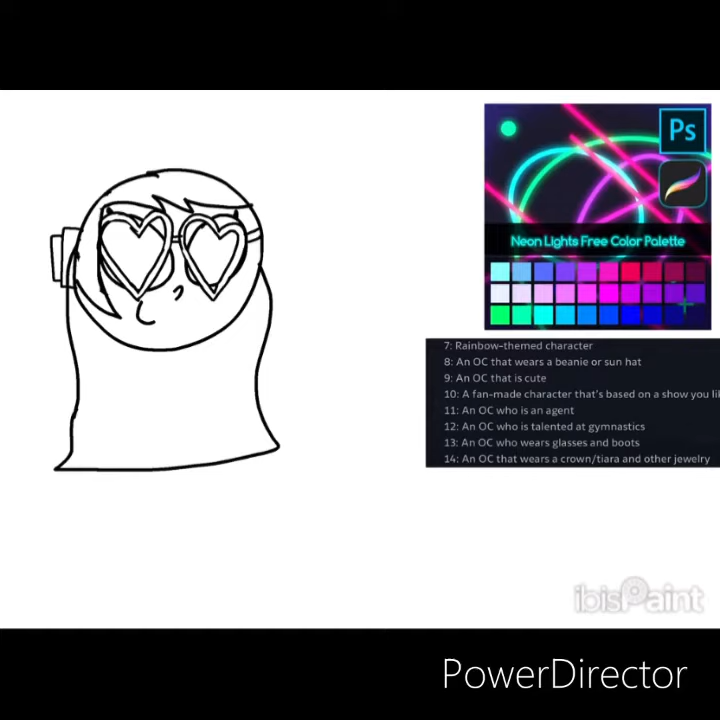 Ps
Neon Lights Free Color Palette
7: Rainbow-themed character
8: An OC that wears a beanie or sun hat
9: An OC that is cute
10: A fan-made character that's based on a show you li
11: An OC who is an agent
12: An OC who is talented at gymnastics
13: An OC who wears glasses and boots
14: An OC that wears a crown/tiara and other jewelry
ibisPaint
PowerDirector